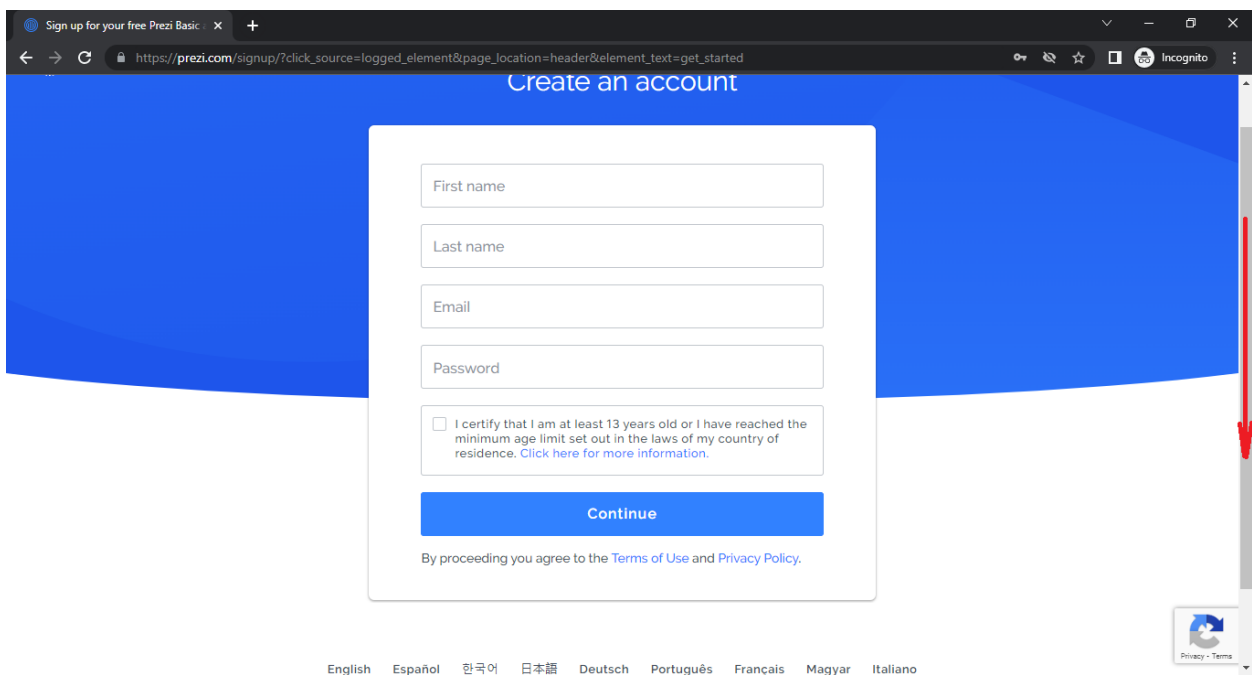 Sign up for your free Prezi Basic
https://prezi.com/signup/?click_source=logged_element&page_location=header&element_text=get_started
Incognito
Create an account
First name
Last name
Email
Password
I certify that I am at least 13 years old or I have reached the
minimum age limit set out in the laws of my country of
residence. Click here for more information.
Continue
By proceeding you agree to the Terms of Use and Privacy Policy.
Privacy - Terms
English Español 한국어 日本語 Deutsch Português Français Magyar Italiano